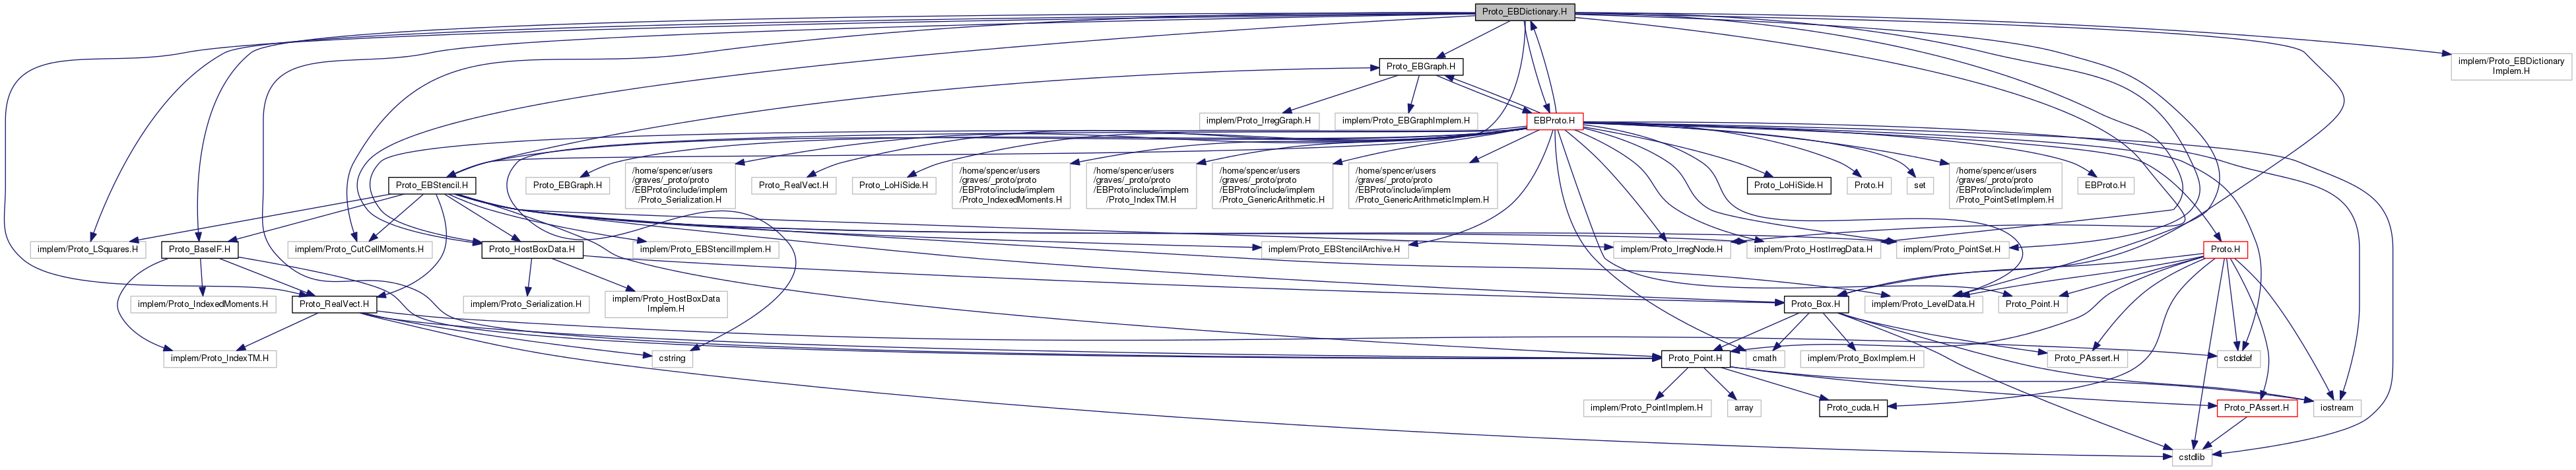 Proto_EBDictionary.H
Proto_EBGraph.H
implem/Proto_EBDictionary
Implem.H
implem/Proto_IrregGraph.H
implem/Proto_EBGraphImplem.H
EBProto.H
Proto_EBStencil.H
Proto_EBGraph.H
/home/spencer/users
/graves/_proto/proto
/EBProto/include/implem
/Proto_Serialization.H
Proto_RealVect.H
Proto_LoHiSide.H
/home/spencer/users
/graves/_proto/proto
/EBProto/include/implem
/Proto_IndexedMoments.H
/home/spencer/users
/graves/_proto/proto
/EBProto/include/implem
/Proto_IndexTM.H
/home/spencer/users
/graves/_proto/proto
/EBProto/include/implem
/Proto_GenericArithmetic.H
/home/spencer/users
/graves/_proto/proto
/EBProto/include/implem
/Proto_GenericArithmeticImplem.H
Proto_LoHiSide.H
Proto.H
set
/home/spencer/users
/graves/_proto/proto
/EBProto/include/implem
/Proto_PointSetImplem.H
EBProto.H
implem/Proto_LSquares.H
Proto_BaseIF.H
implem/Proto_CutCellMoments.H
Proto_HostBoxData.H
implem/Proto_EBStencilImplem.H
implem/Proto_EBStencilArchive.H
implem/Proto_IrregNode.H
implem/Proto_HostIrregData.H
implem/Proto_PointSet.H
Proto.H
implem/Proto_IndexedMoments.H
Proto_RealVect.H
implem/Proto_Serialization.H
implem/Proto_HostBoxData
Implem.H
Proto_Box.H
implem/Proto_LevelData.H
Proto_Point.H
implem/Proto_IndexTM.H
cstring
Proto_Point.H
cmath
implem/Proto_BoxImplem.H
Proto_PAssert.H
cstddef
implem/Proto_PointImplem.H
array
Proto_cuda.H
Proto_PAssert.H
iostream
cstdlib